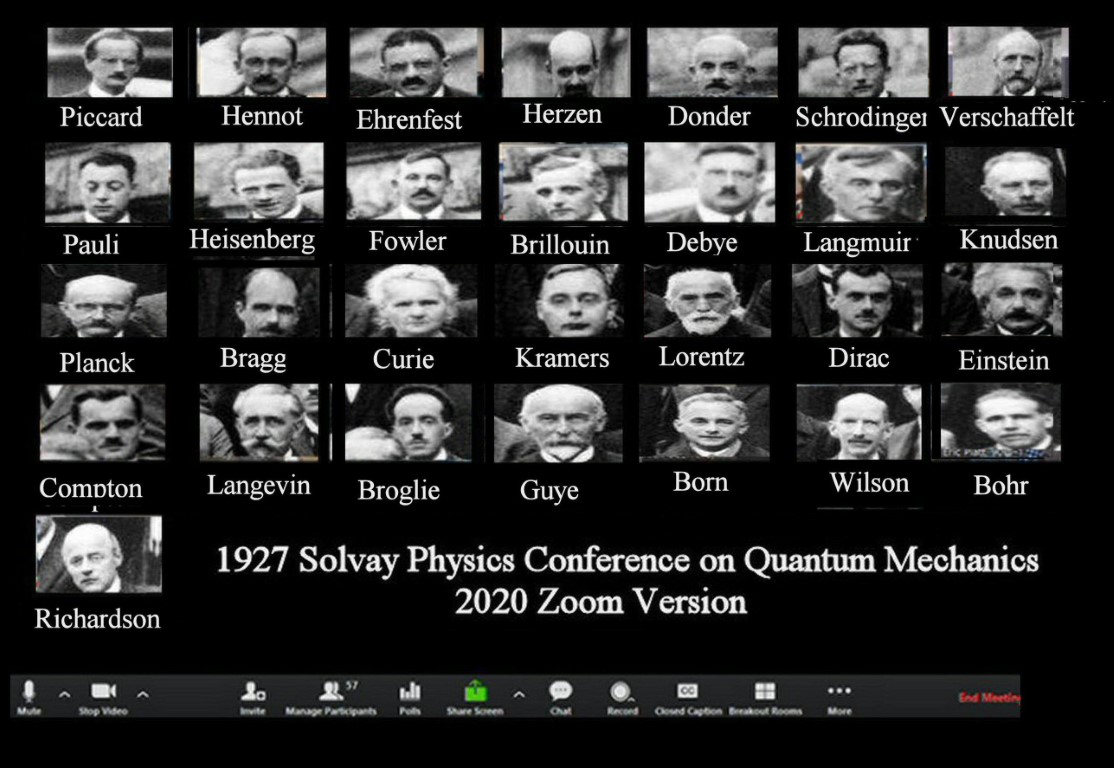 Piccard Hennot Ehrenfest Herzen Donder Schrodinger Verschaffelt
Pauli Heisenberg Fowler Brillouin Debye Langmuir Knudsen
Planck Bragg Curie Kramers Lorentz Dirac Einstein
Compton Langevin Broglie Guye Born Wilson Bohr
Richardson
1927 Solvay Physics Conference on Quantum Mechanics
2020 Zoom Version
57
CC
Mute Stop Video Invite Manage Participants Polls Share Screen Chat Record Closed Caption Breakout Rooms More End Meeting